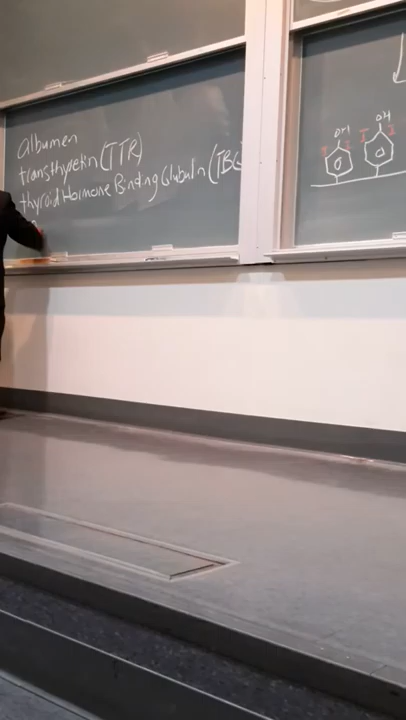 albumen
transthyretin (TTR)
thyroid Hormone Binding Globulin (TBG
OH OH
I I I I